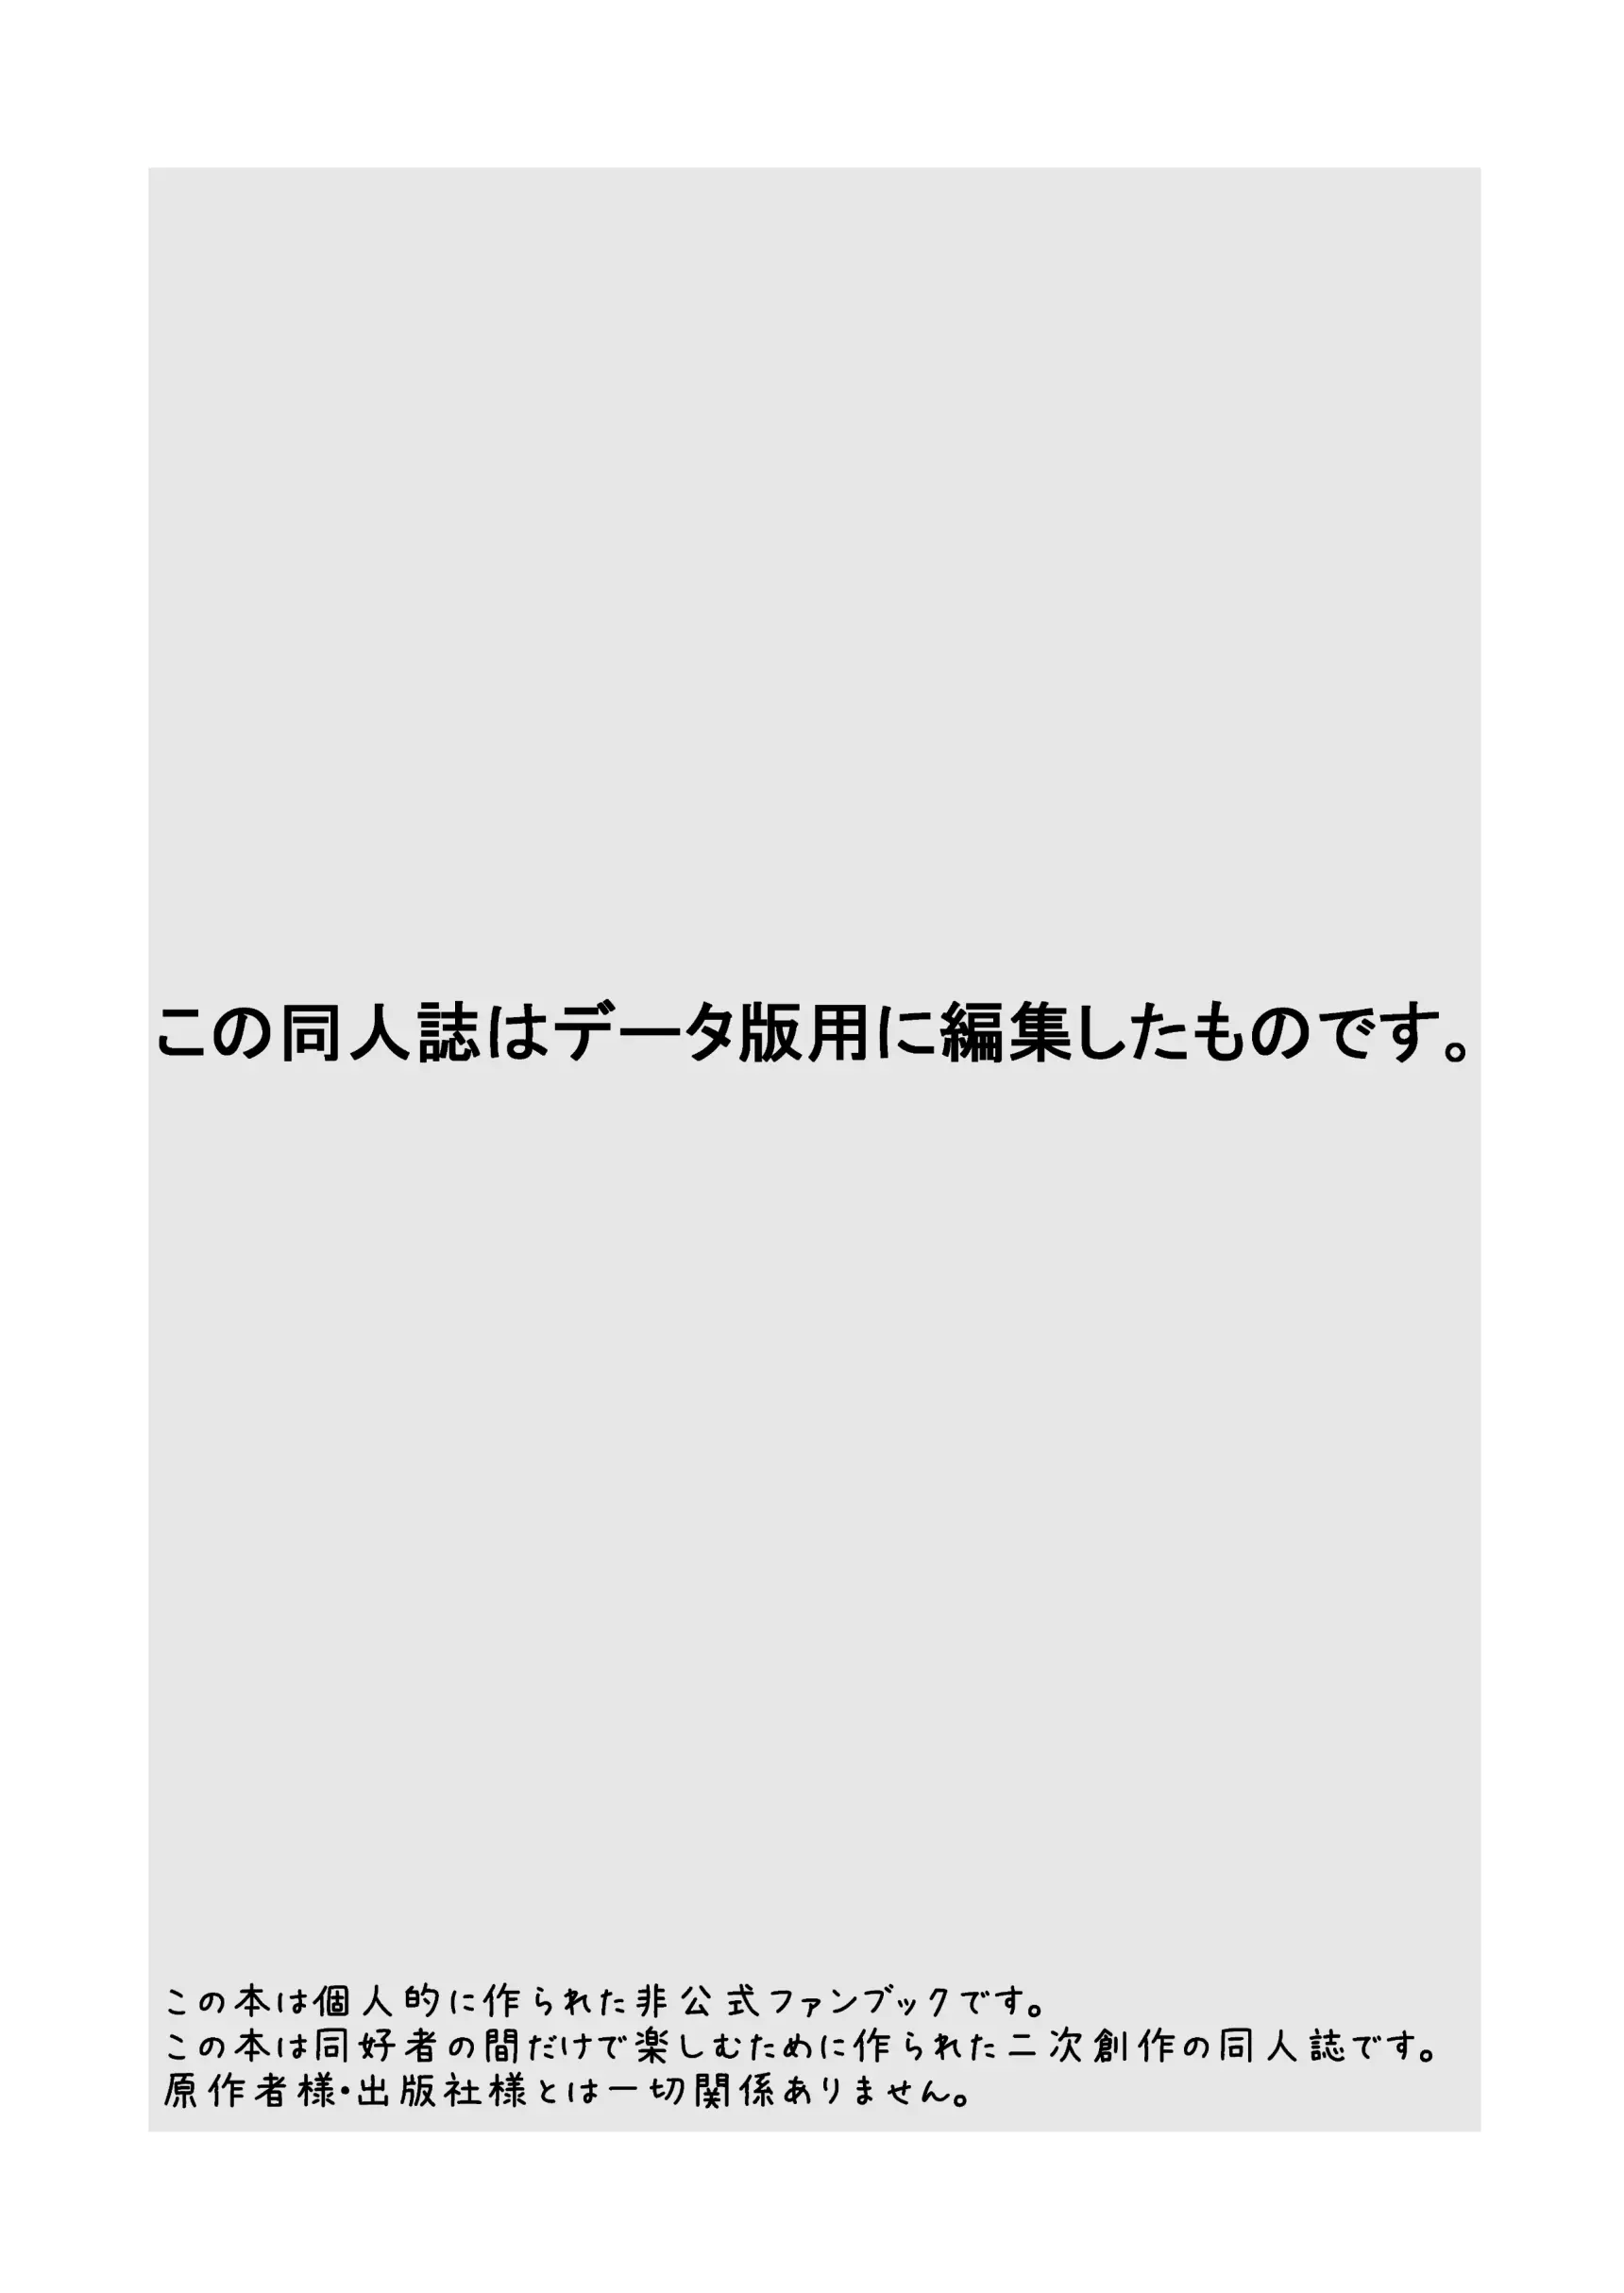 この同人誌はデータ版用に編集したものです。
この本は個人的に作られた非公式ファンブックです。
この本は同好者の間だけで楽しむために作られた二次創作の同人誌です。
原作者様・出版社様とは一切関係ありません。